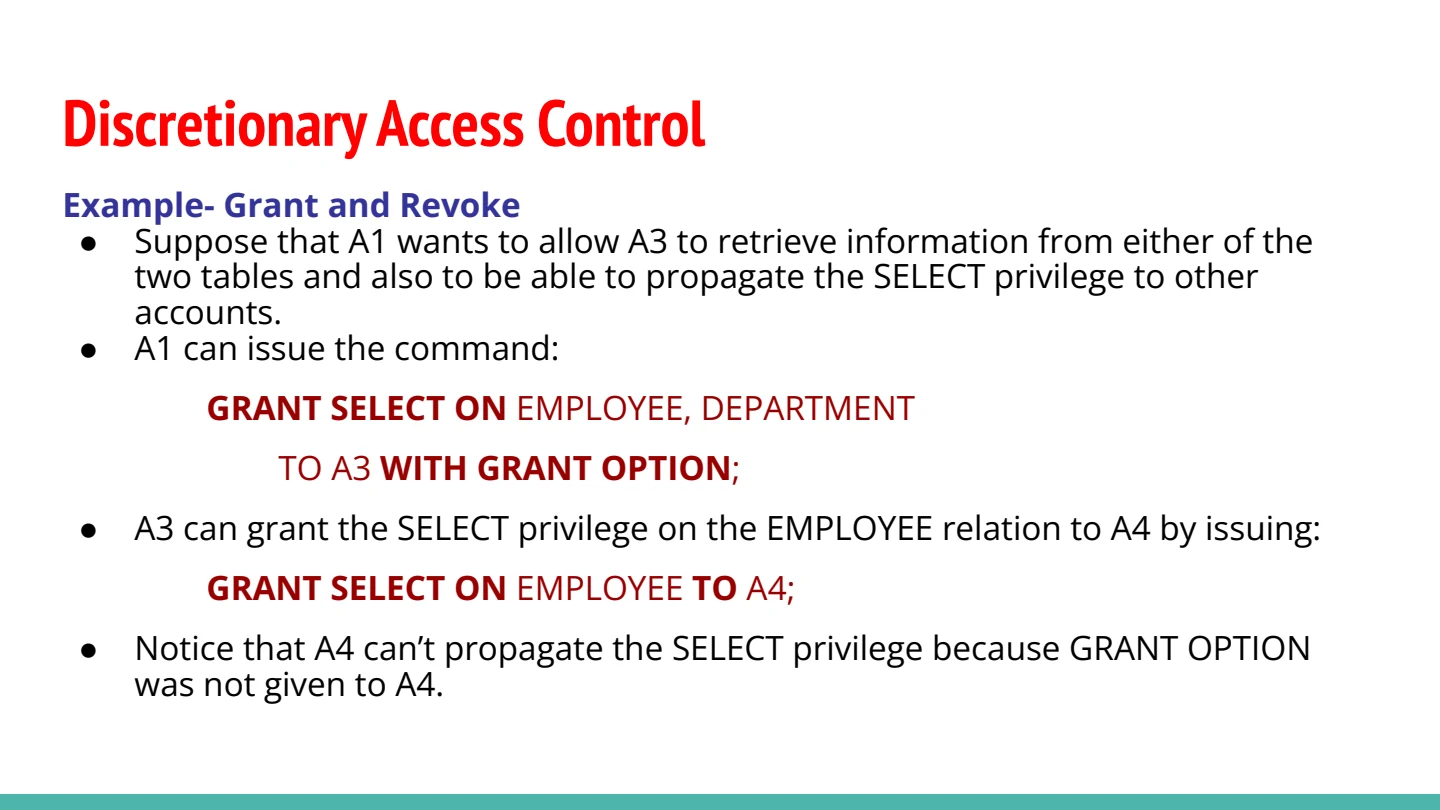 Discretionary Access Control
Example- Grant and Revoke
● Suppose that A1 wants to allow A3 to retrieve information from either of the
two tables and also to be able to propagate the SELECT privilege to other
accounts.
● A1 can issue the command:
GRANT SELECT ON EMPLOYEE, DEPARTMENT
TO A3 WITH GRANT OPTION;
● A3 can grant the SELECT privilege on the EMPLOYEE relation to A4 by issuing:
GRANT SELECT ON EMPLOYEE TO A4;
● Notice that A4 can’t propagate the SELECT privilege because GRANT OPTION
was not given to A4.